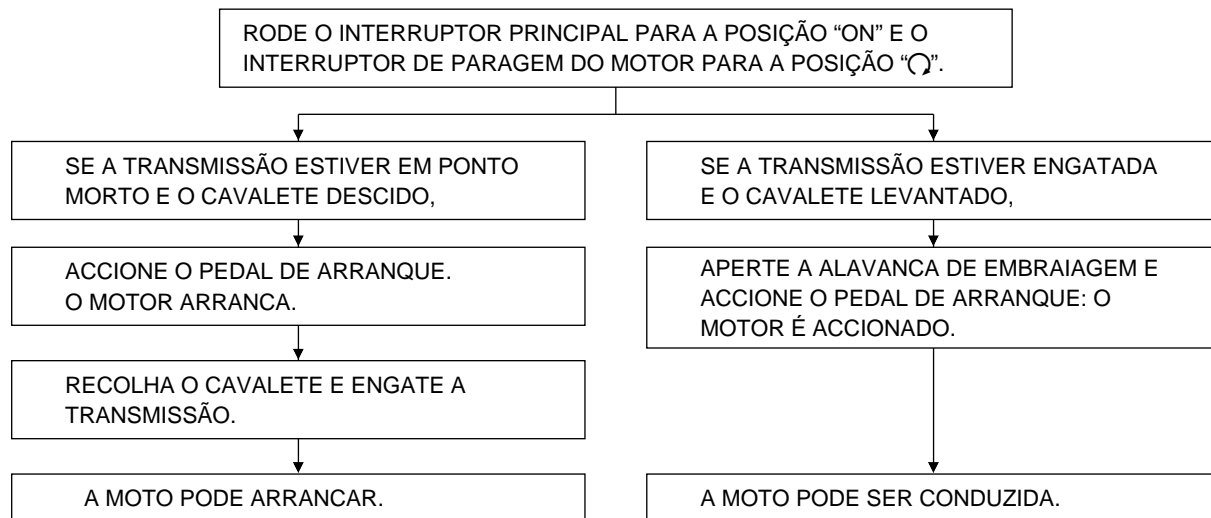 RODE O INTERRUPTOR PRINCIPAL PARA A POSIÇÃO “ON” E O
INTERRUPTOR DE PARAGEM DO MOTOR PARA A POSIÇÃO “”.
SE A TRANSMISSÃO ESTIVER EM PONTO
MORTO E O CAVALETE DESCIDO,
ACCIONE O PEDAL DE ARRANQUE.
O MOTOR ARRANCA.
RECOLHA O CAVALETE E ENGATE A
TRANSMISSÃO.
A MOTO PODE ARRANCAR.
SE A TRANSMISSÃO ESTIVER ENGATADA
E O CAVALETE LEVANTADO,
APERTE A ALAVANCA DE EMBRAIAGEM E
ACCIONE O PEDAL DE ARRANQUE: O
MOTOR É ACCIONADO.
A MOTO PODE SER CONDUZIDA.